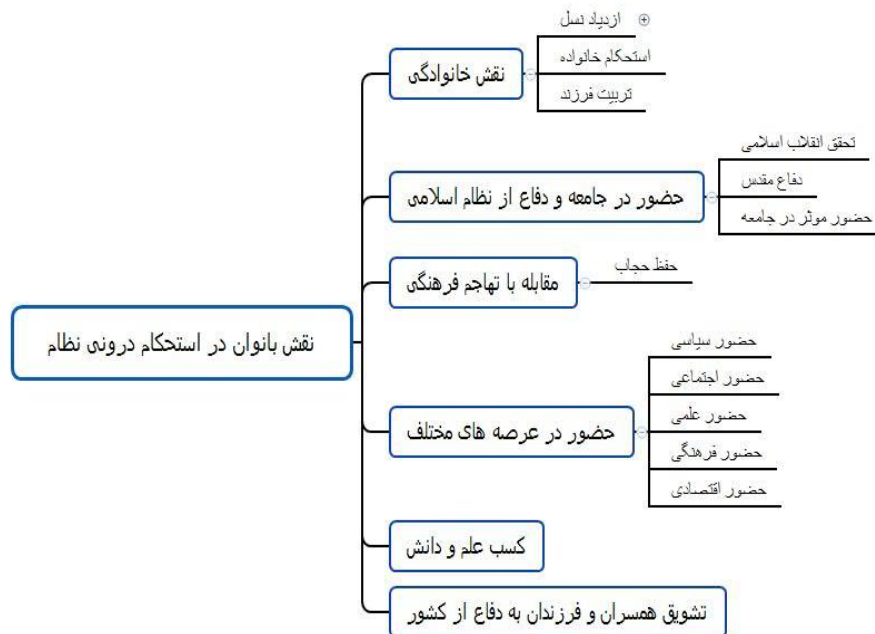 نقش بانوان در استحکام درونی نظام
نقش خانوادگی
ازدیاد نسل
استحکام خانواده
تربیت فرزند
حضور در جامعه و دفاع از نظام اسلامی
تحقق انقلاب اسلامی
دفاع مقدس
حضور موثر در جامعه
مقابله با تهاجم فرهنگی
حفظ حجاب
حضور در عرصه های مختلف
حضور سیاسی
حضور اجتماعی
حضور علمی
حضور فرهنگی
حضور اقتصادی
کسب علم و دانش
تشویق همسران و فرزندان به دفاع از کشور